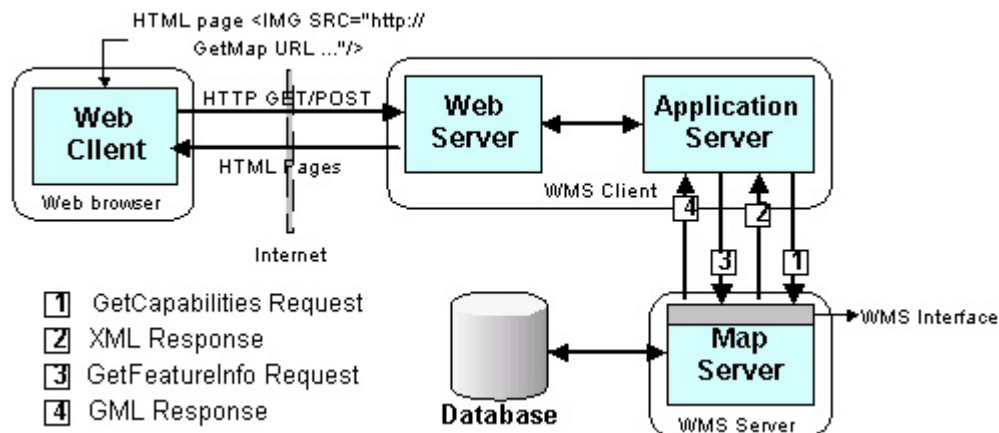 HTML page <IMG SRC="http://
GetMap URL ..."/>
Web
Client
Web browser
HTTP GET/POST
HTML Pages
Internet
Web
Server
Application
Server
WMS Client
4
3
2
1
WMS Interface
Map
Server
WMS Server
Database
1 GetCapabilities Request
2 XML Response
3 GetFeatureInfo Request
4 GML Response